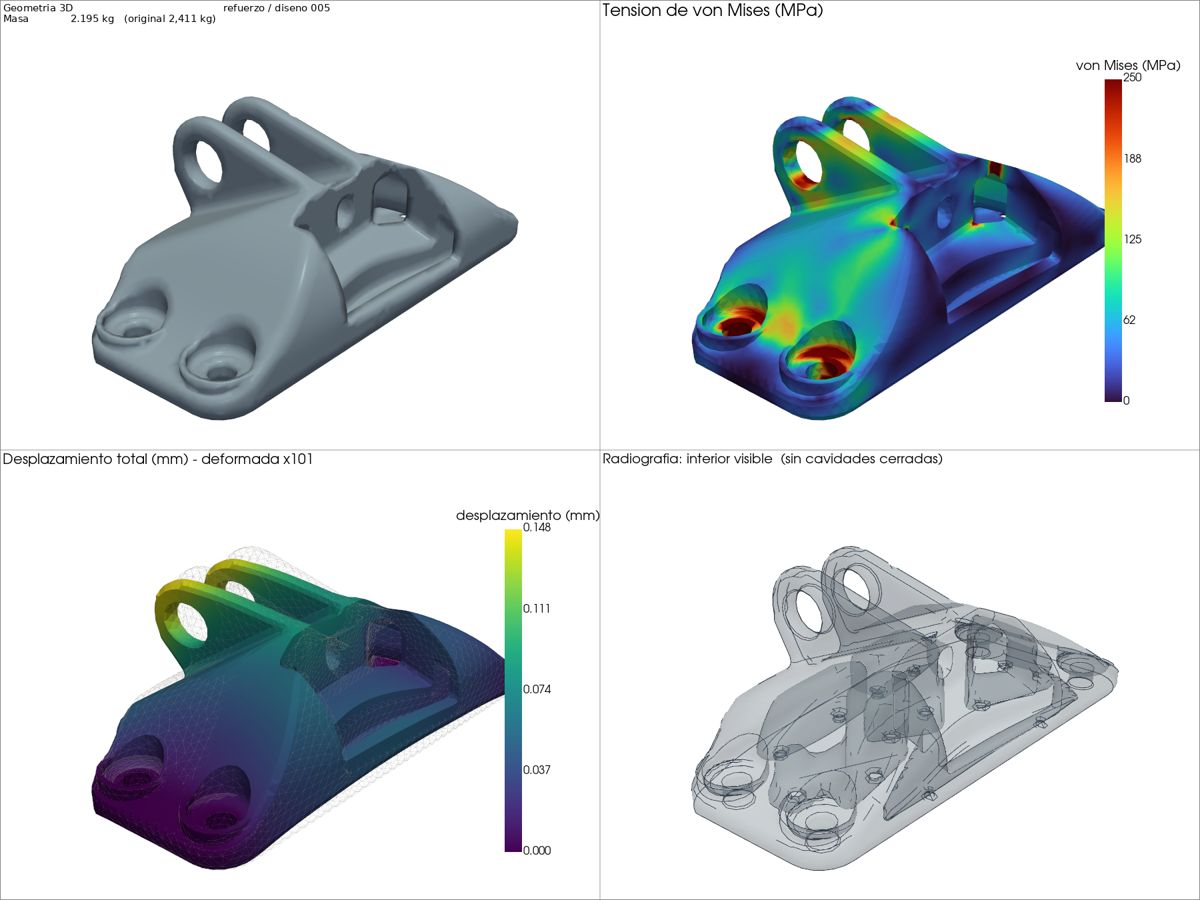 Geometria 3D
refuerzo / diseno 005
Masa 2.195 kg (original 2,411 kg)
Tension de von Mises (MPa)
von Mises (MPa)
250
188
125
62
0
Desplazamiento total (mm) - deformada x101
desplazamiento (mm)
0.148
0.111
0.074
0.037
0.000
Radiografia: interior visible (sin cavidades cerradas)